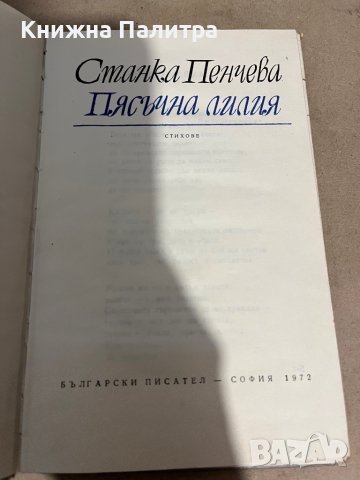 Книжна Палитра
Станка Пенчева
Пясъчна лилия
СТИХОВЕ
БЪЛГАРСКИ ПИСАТЕЛ — СОФИЯ 1972
BAZAR